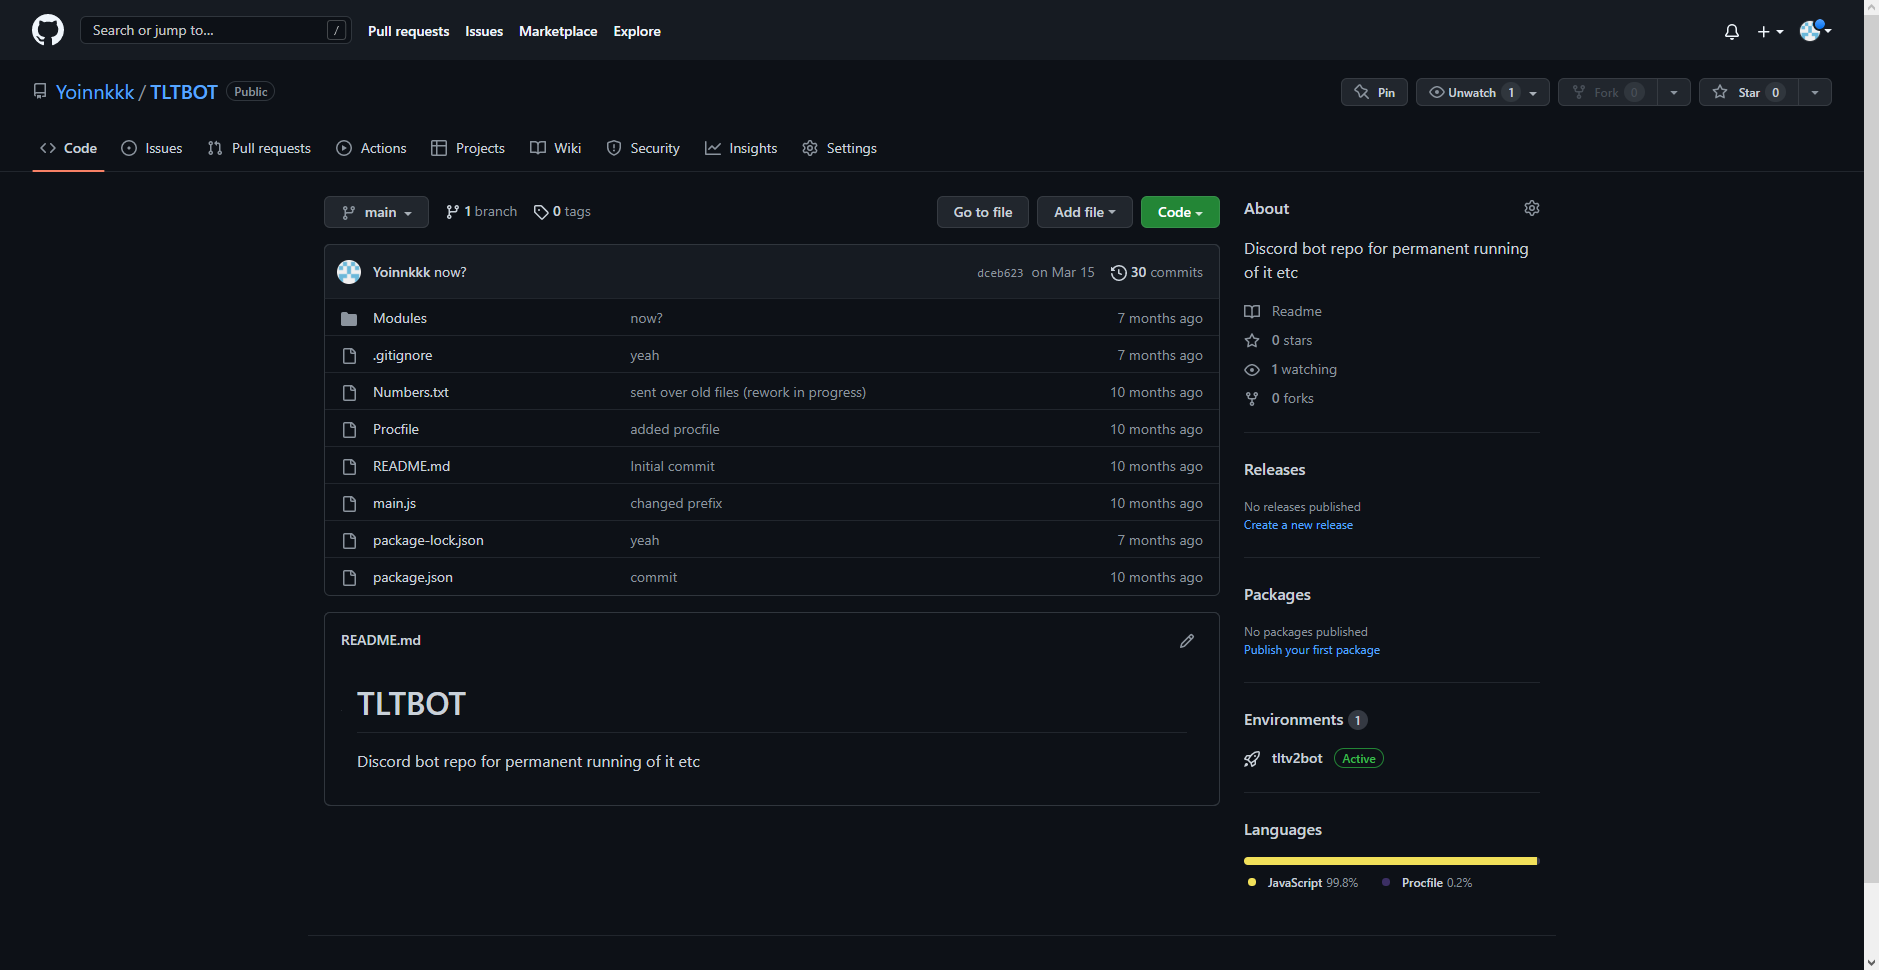 Search or jump to... /
Pull requests Issues Marketplace Explore
Yoinnkkk / TLTBOT Public
Pin Unwatch 1 Fork 0 Star 0
Code Issues Pull requests Actions Projects Wiki Security Insights Settings
main 1 branch 0 tags Go to file Add file Code
Yoinnkkk now? dceb623 on Mar 15 30 commits
Modules now? 7 months ago
.gitignore yeah 7 months ago
Numbers.txt sent over old files (rework in progress) 10 months ago
Procfile added procfile 10 months ago
README.md Initial commit 10 months ago
main.js changed prefix 10 months ago
package-lock.json yeah 7 months ago
package.json commit 10 months ago
README.md
TLTBOT
Discord bot repo for permanent running of it etc
About
Discord bot repo for permanent running
of it etc
Readme
0 stars
1 watching
0 forks
Releases
No releases published
Create a new release
Packages
No packages published
Publish your first package
Environments 1
tltv2bot Active
Languages
JavaScript 99.8% Procfile 0.2%